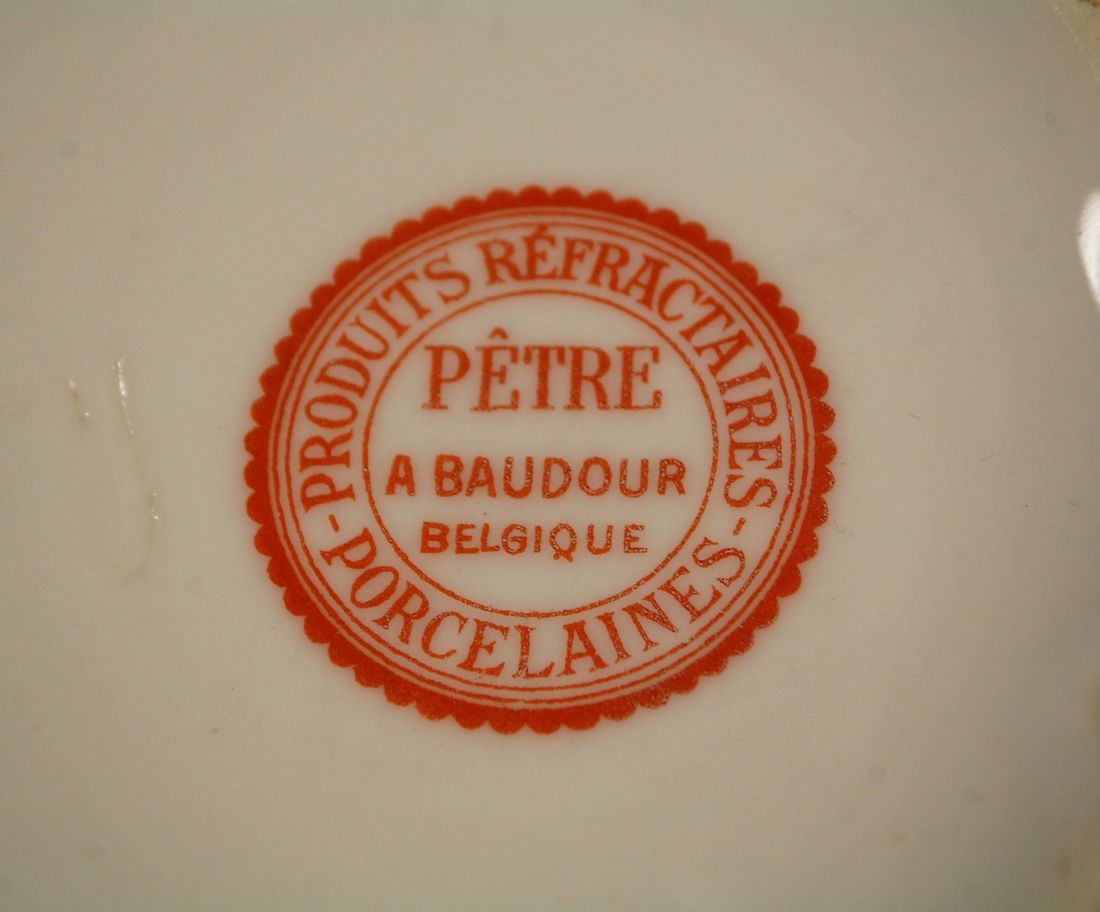 PRODUITS RÉFRACTAIRES
PÊTRE
A BAUDOUR
BELGIQUE
-PORCELAINES-